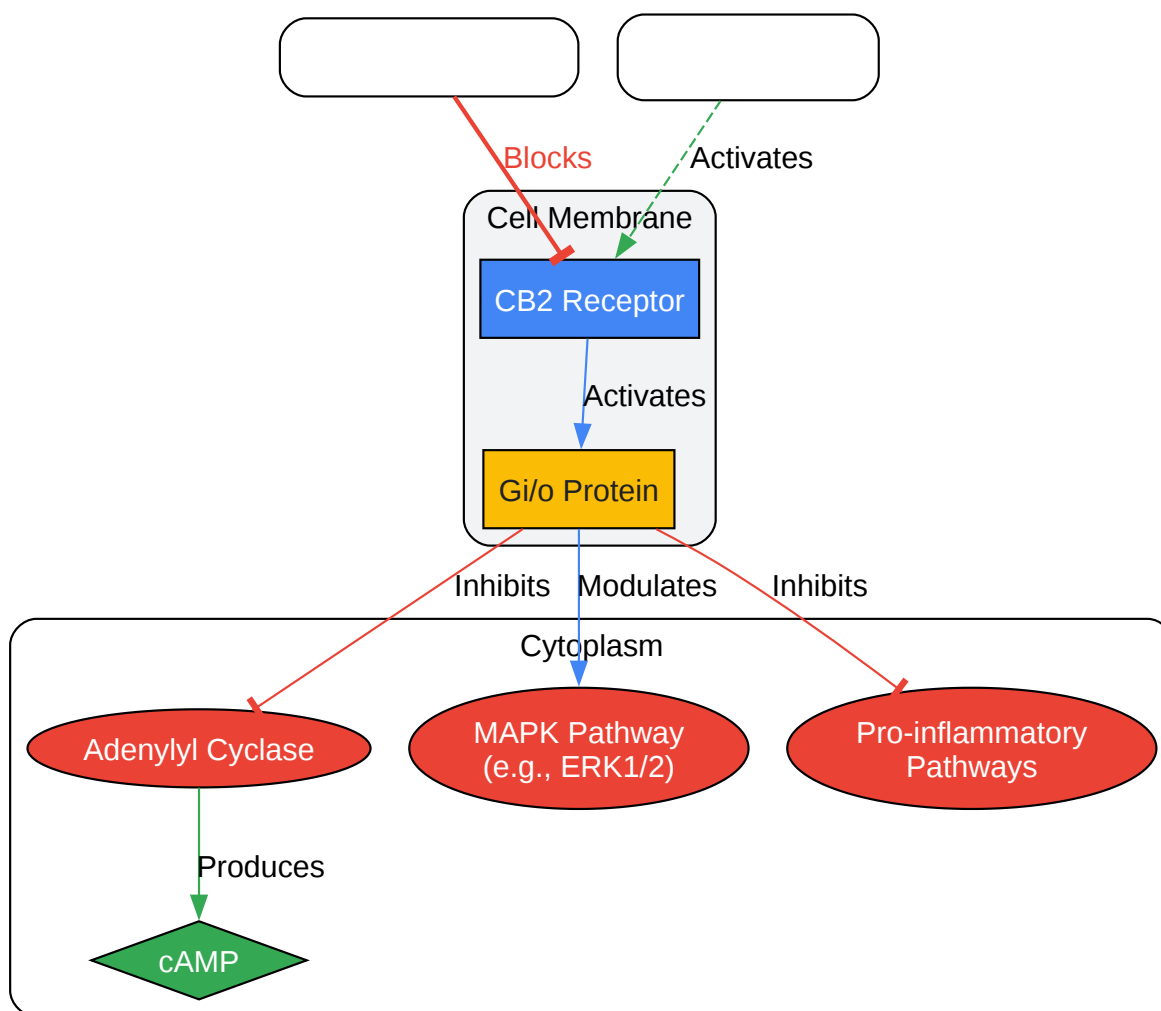 Blocks
Activates
Cell Membrane
CB2 Receptor
Activates
Gi/o Protein
Inhibits
Modulates
Inhibits
Cytoplasm
Adenylyl Cyclase
MAPK Pathway
(e.g., ERK1/2)
Pro-inflammatory
Pathways
Produces
cAMP